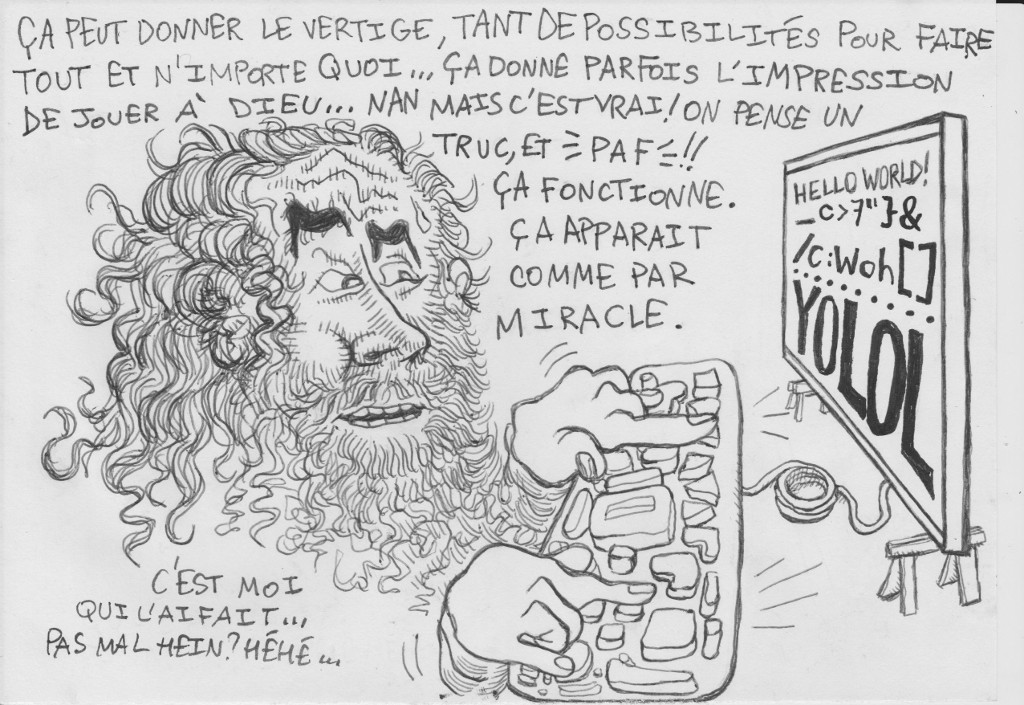 ÇA PEUT DONNER LE VERTIGE, TANT DE POSSIBILITÉS POUR FAIRE
TOUT ET N'IMPORTE QUOI... ÇA DONNE PARFOIS L'IMPRESSION
DE JOUER À DIEU... NAN MAIS C'EST VRAI! ON PENSE UN
TRUC, ET PAF!!
ÇA FONCTIONNE.
ÇA APPARAIT
COMME PAR
MIRACLE.
HELLO WORLD!
_C>7"}&
/C:Woh[]
YOLOL
C'EST MOI
QUI L'AI FAIT...
PAS MAL HEIN? HÉHÉ...